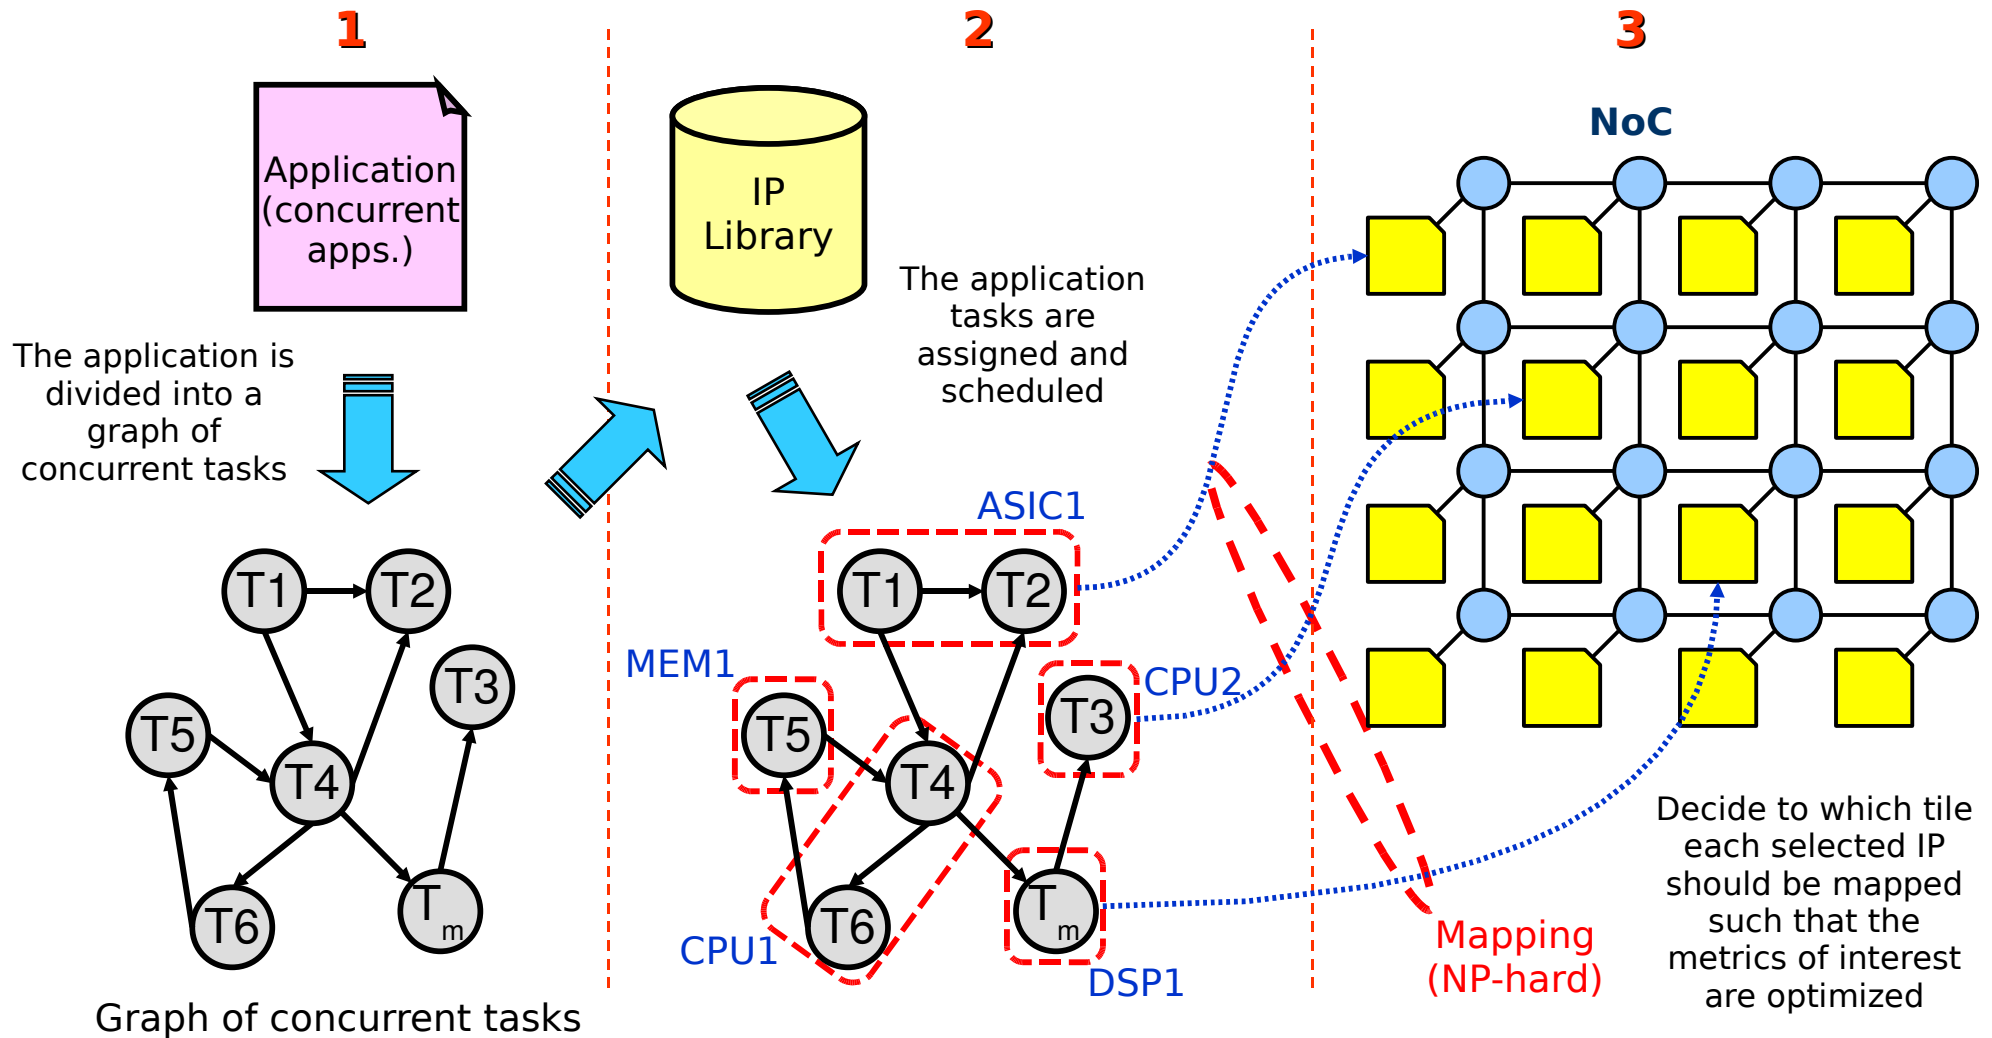 1
Application
(concurrent
apps.)
The application is
divided into a
graph of
concurrent tasks
T1
T2
T3
T5
T4
T6
Tm
Graph of concurrent tasks
2
IP
Library
The application
tasks are
assigned and
scheduled
ASIC1
T1
T2
MEM1
CPU2
T3
T5
T4
T6
Tm
CPU1
DSP1
3
NoC
Mapping
(NP-hard)
Decide to which tile
each selected IP
should be mapped
such that the
metrics of interest
are optimized